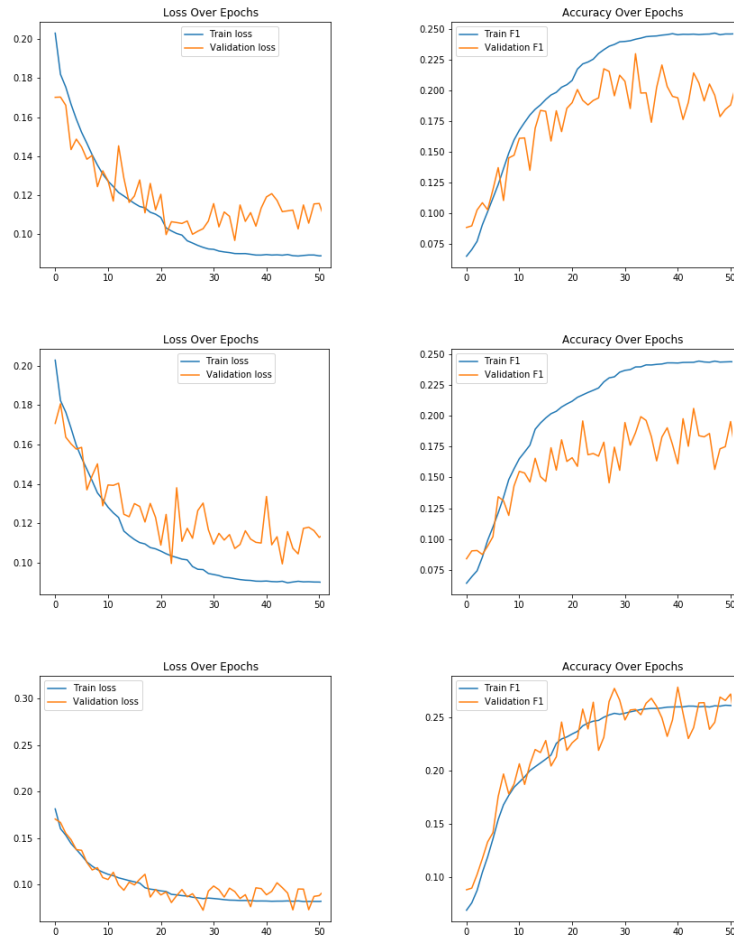 Loss Over Epochs
Train loss
Validation loss
0.20
0.18
0.16
0.14
0.12
0.10
0 10 20 30 40 50
Accuracy Over Epochs
Train F1
Validation F1
0.250
0.225
0.200
0.175
0.150
0.125
0.100
0.075
0 10 20 30 40 50
Loss Over Epochs
Train loss
Validation loss
0.20
0.18
0.16
0.14
0.12
0.10
0 10 20 30 40 50
Accuracy Over Epochs
Train F1
Validation F1
0.250
0.225
0.200
0.175
0.150
0.125
0.100
0.075
0 10 20 30 40 50
Loss Over Epochs
Train loss
Validation loss
0.30
0.25
0.20
0.15
0.10
0 10 20 30 40 50
Accuracy Over Epochs
Train F1
Validation F1
0.25
0.20
0.15
0.10
0 10 20 30 40 50